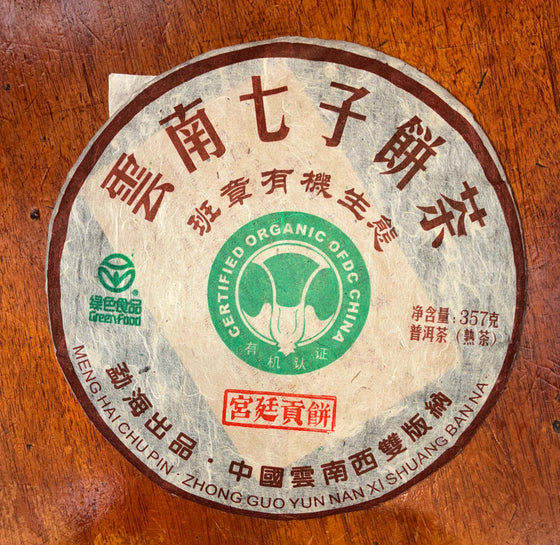 雲南七子餅茶
班章有機生態
CERTIFIED ORGANIC OFDC CHINA
有机认证
绿色食品
GreenFood
净含量:357克
普洱茶(熟茶)
宮廷貢餅
勐海出品·中國雲南西雙版納
MENG HAI CHU PIN · ZHONG GUO YUN NAN XI SHUANG BAN NA